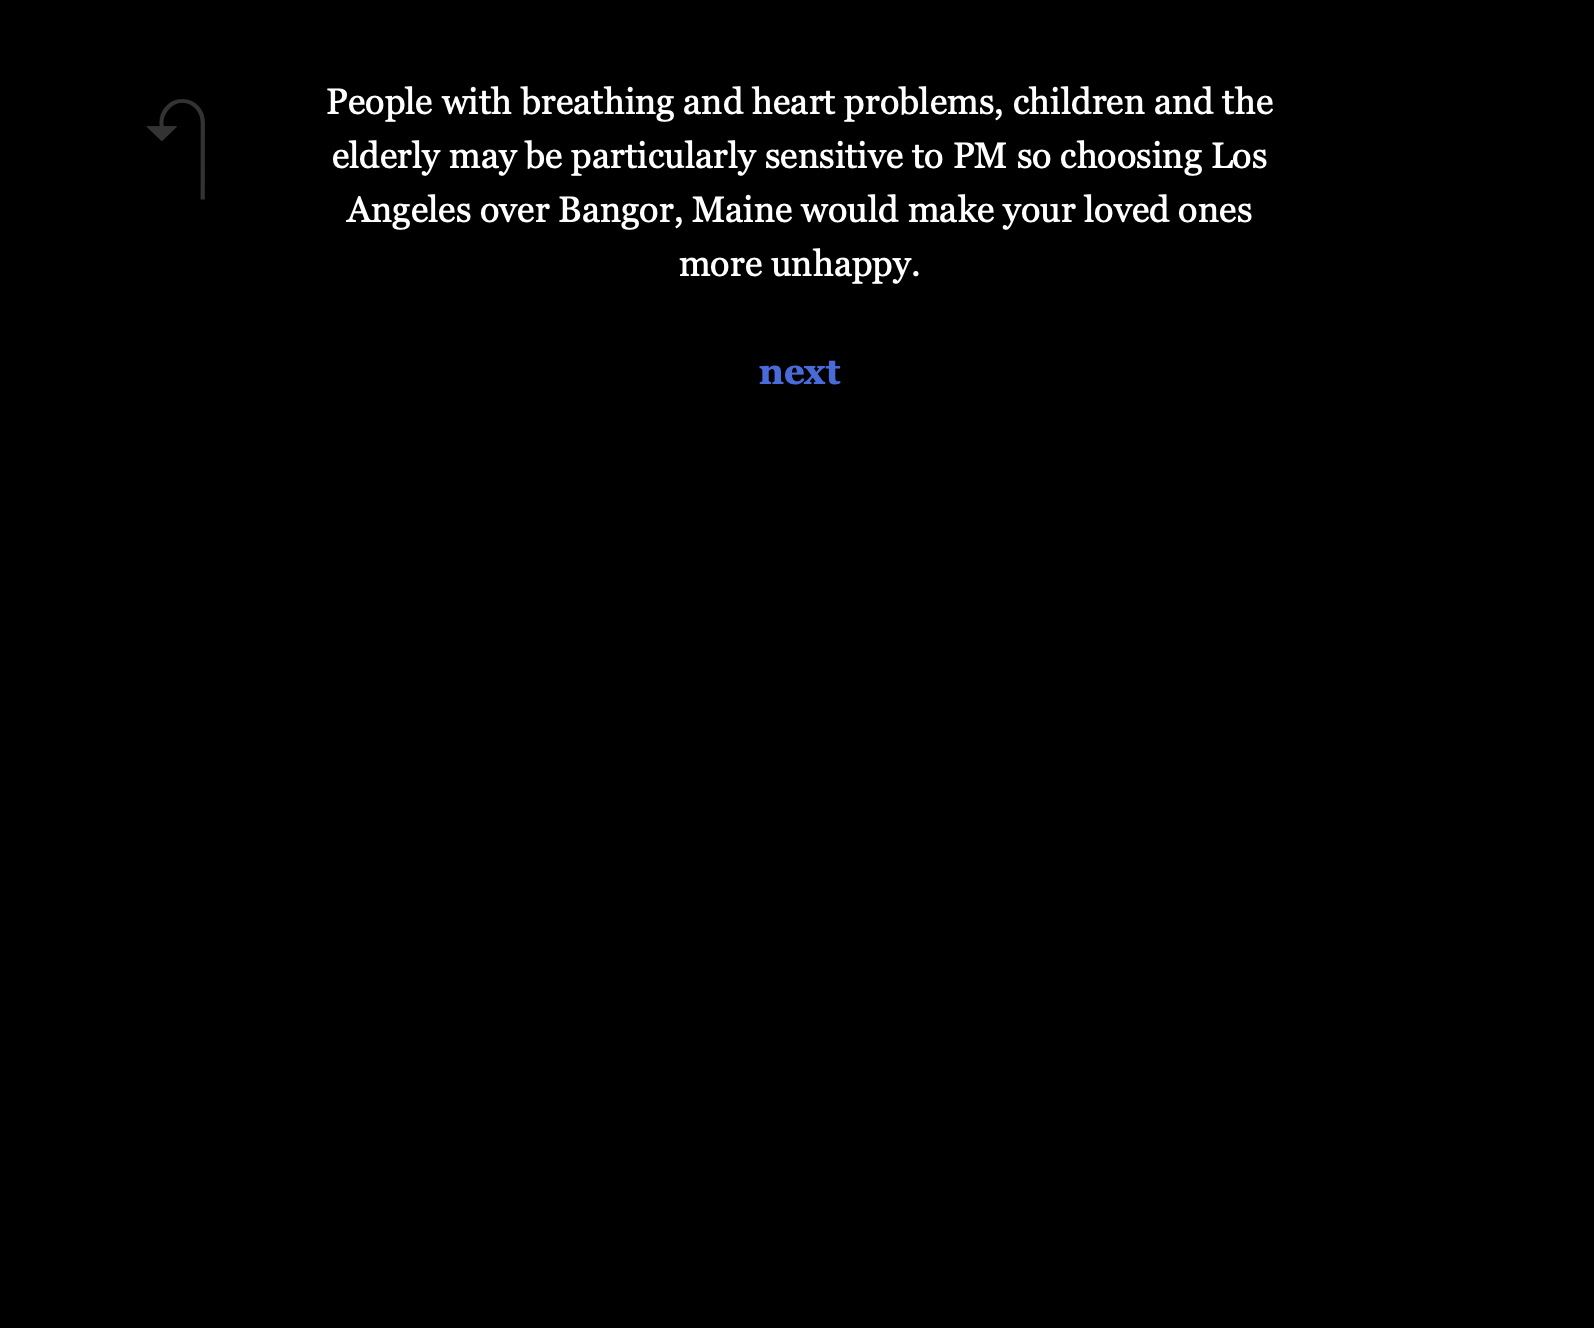 People with breathing and heart problems, children and the
elderly may be particularly sensitive to PM so choosing Los
Angeles over Bangor, Maine would make your loved ones
more unhappy.
next